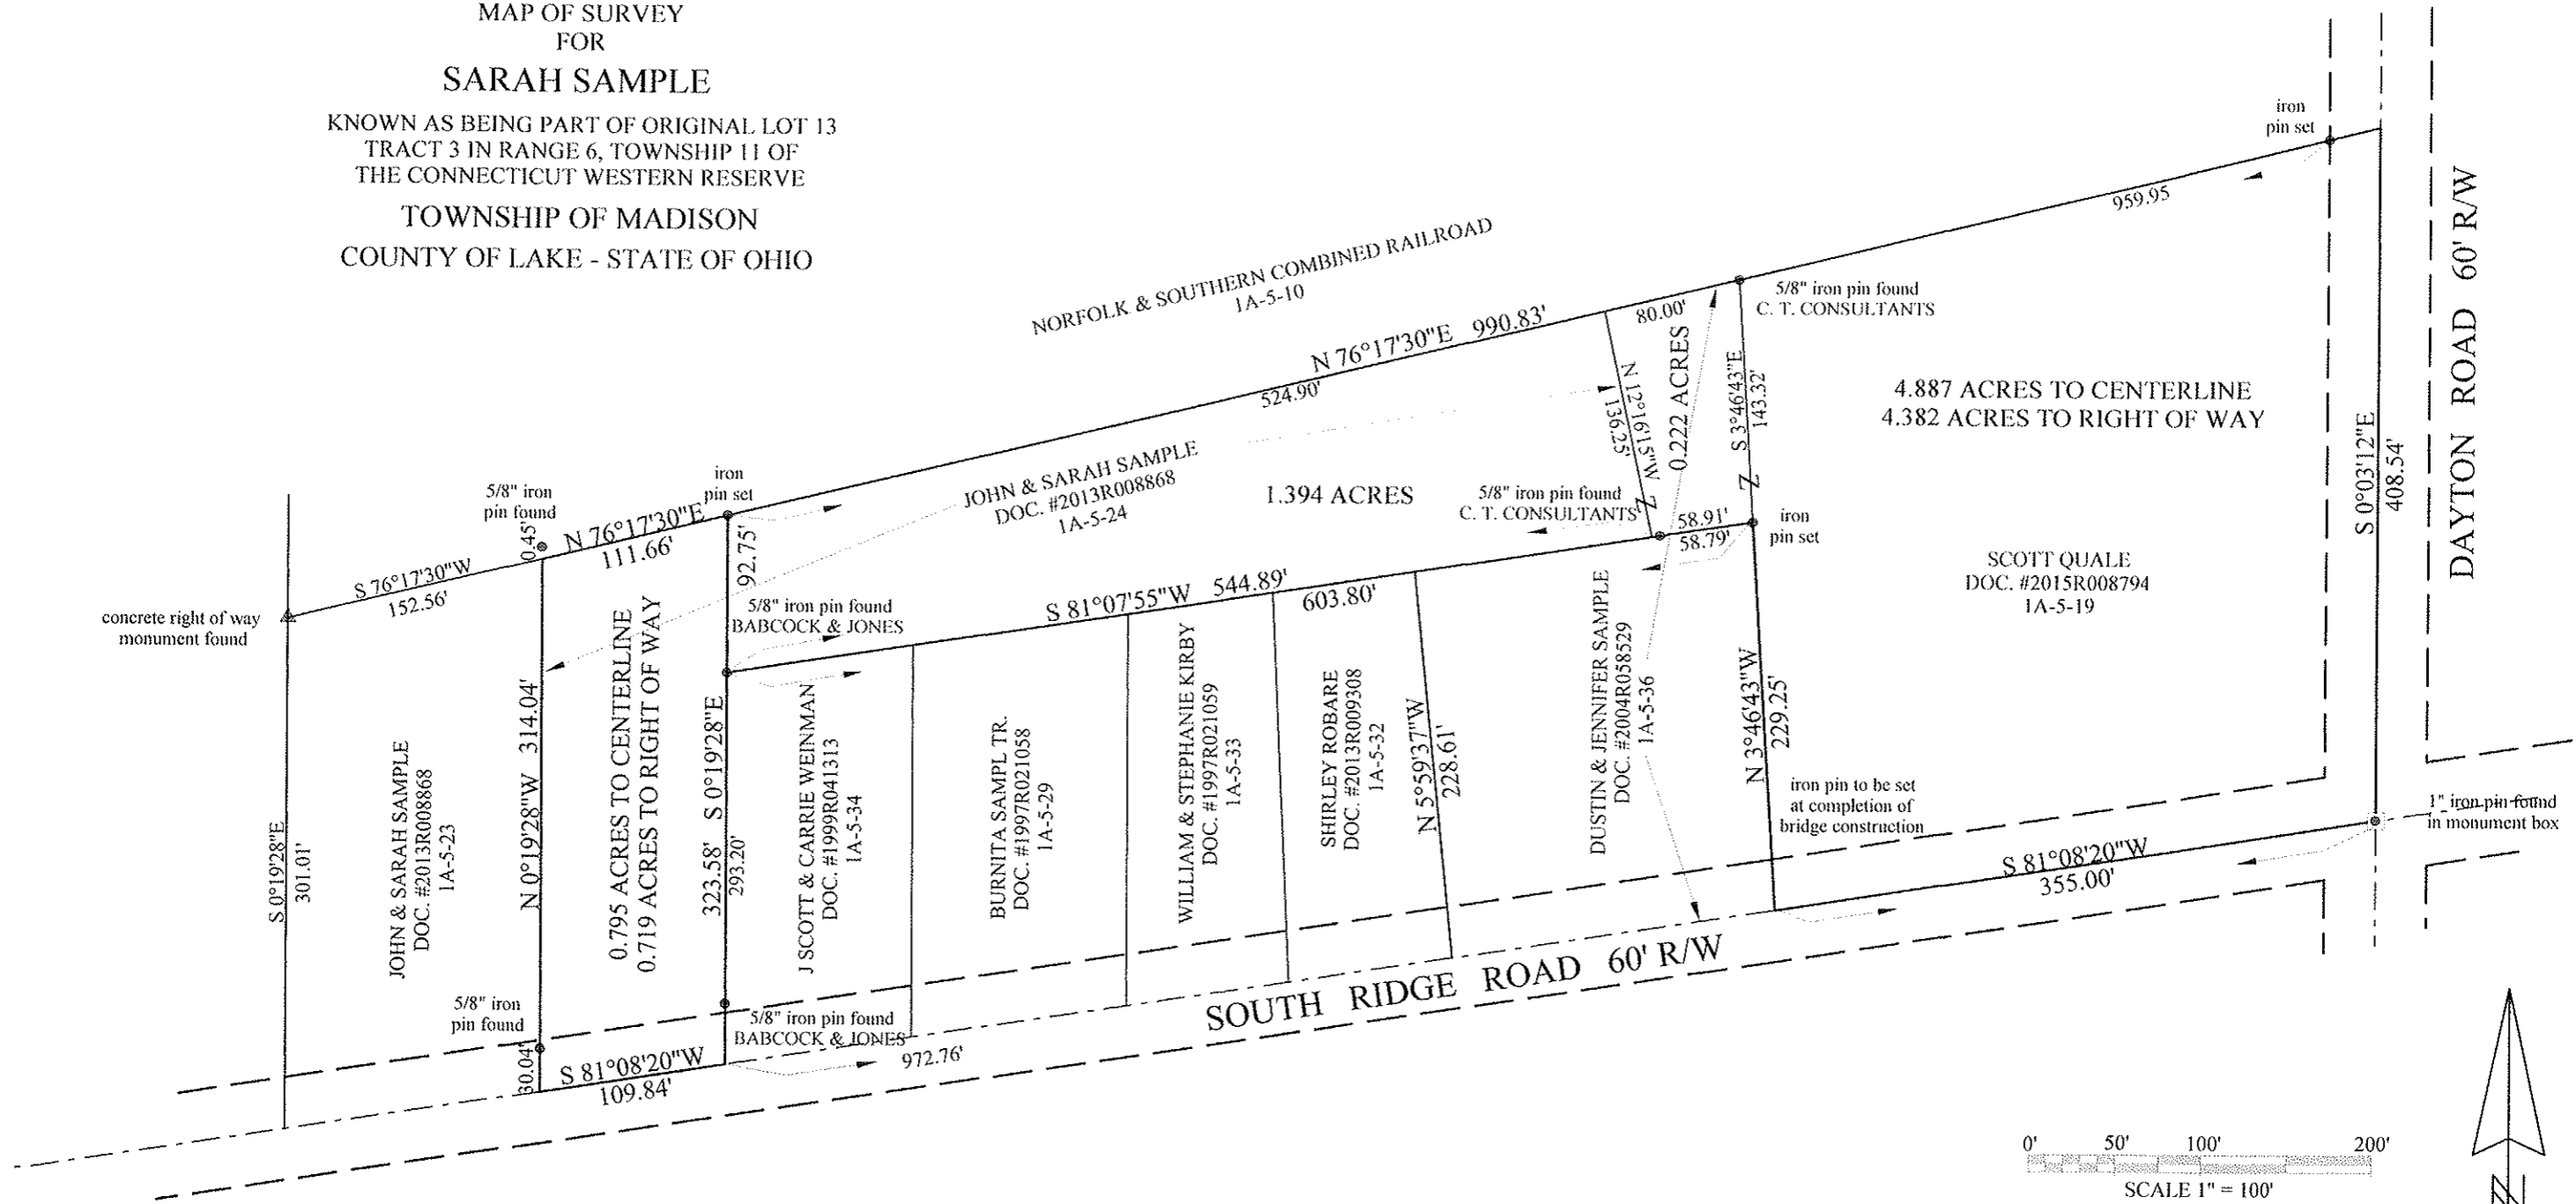 MAP OF SURVEY
FOR
SARAH SAMPLE
KNOWN AS BEING PART OF ORIGINAL LOT 13
TRACT 3 IN RANGE 6, TOWNSHIP 11 OF
THE CONNECTICUT WESTERN RESERVE
TOWNSHIP OF MADISON
COUNTY OF LAKE - STATE OF OHIO
NORFOLK & SOUTHERN COMBINED RAILROAD
1A-5-10
iron
pin set
959.95
DAYTON ROAD 60' R/W
N 76°17'30"E 990.83'
524.90'
80.00'
5/8" iron pin found
C. T. CONSULTANTS
N 12°16'15"W
136.25'
0.222 ACRES
S 3°46'43"E
143.32'
Z
Z
4.887 ACRES TO CENTERLINE
4.382 ACRES TO RIGHT OF WAY
S 0°03'12"E
408.54'
JOHN & SARAH SAMPLE
DOC. #2013R008868
1A-5-24
1.394 ACRES
5/8" iron pin found
C. T. CONSULTANTS
58.91'
58.79'
iron
pin set
SCOTT QUALE
DOC. #2015R008794
1A-5-19
5/8" iron
pin found
0.45'
N 76°17'30"E
111.66'
iron
pin set
92.75'
S 76°17'30"W
152.56'
concrete right of way
monument found
5/8" iron pin found
BABCOCK & JONES
S 81°07'55"W 544.89'
603.80'
S 0°19'28"E
301.01'
JOHN & SARAH SAMPLE
DOC. #2013R008868
1A-5-23
N 0°19'28"W 314.04'
0.795 ACRES TO CENTERLINE
0.719 ACRES TO RIGHT OF WAY
323.58' S 0°19'28"E
293.20'
J SCOTT & CARRIE WEINMAN
DOC. #1999R041313
1A-5-34
BURNITA SAMPL TR.
DOC. #1997R021058
1A-5-29
WILLIAM & STEPHANIE KIRBY
DOC. #1997R021059
1A-5-33
SHIRLEY ROBARE
DOC. #2013R009308
1A-5-32
N 5°59'37"W
228.61'
DUSTIN & JENNIFER SAMPLE
DOC. #2004R058529
1A-5-36
N 3°46'43"W
229.25'
iron pin to be set
at completion of
bridge construction
1" iron pin found
in monument box
S 81°08'20"W
355.00'
5/8" iron
pin found
30.04'
S 81°08'20"W
109.84'
5/8" iron pin found
BABCOCK & JONES
972.76'
SOUTH RIDGE ROAD 60' R/W
0' 50' 100' 200'
SCALE 1" = 100'
N